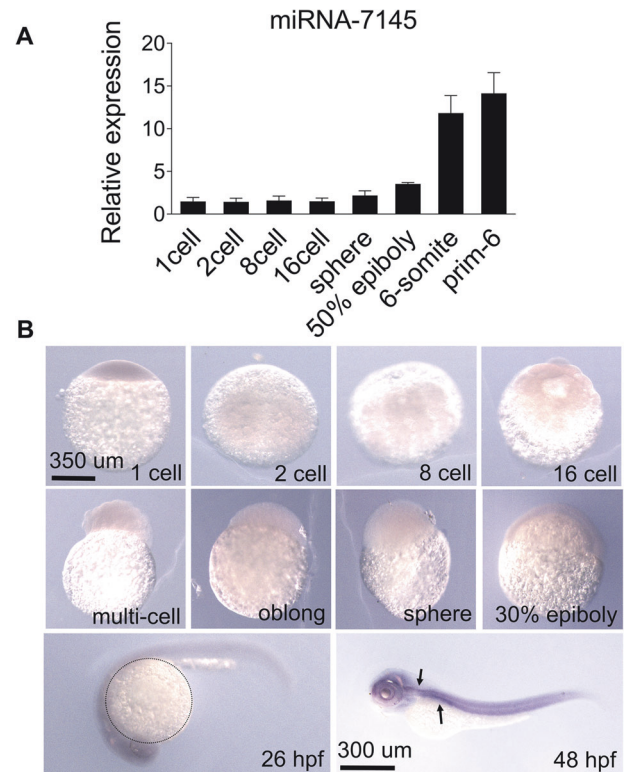 A
miRNA-7145
Relative expression
20
15
10
5
0
1cell
2cell
8cell
16cell
sphere
50% epiboly
6-somite
prim-6
B
350 um
1 cell
2 cell
8 cell
16 cell
multi-cell
oblong
sphere
30% epiboly
26 hpf
300 um
48 hpf